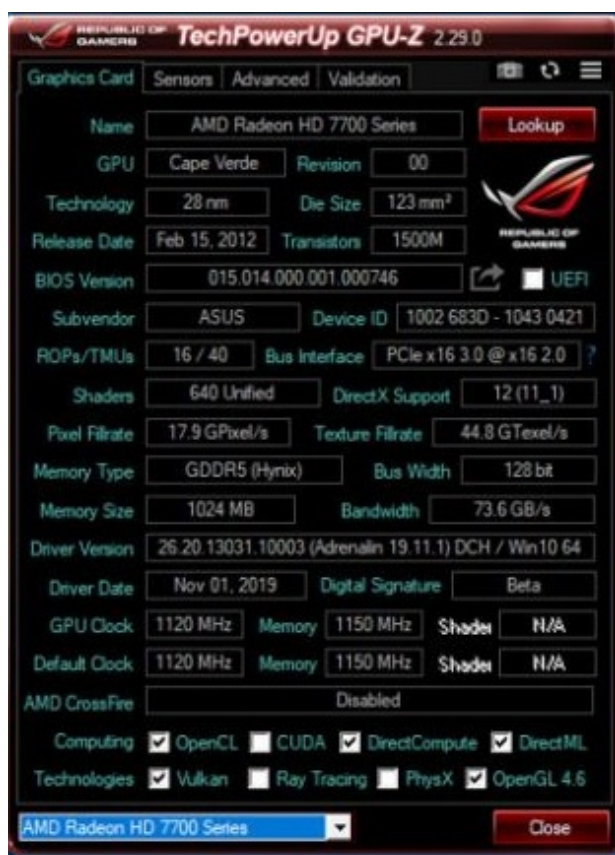 REPUBLIC OF GAMERS TechPowerUp GPU-Z 2.29.0
Graphics Card Sensors Advanced Validation
Name AMD Radeon HD 7700 Series Lookup
GPU Cape Verde Revision 00
Technology 28 nm Die Size 123 mm²
Release Date Feb 15, 2012 Transistors 1500M
REPUBLIC OF GAMERS
BIOS Version 015.014.000.001.000746 UEFI
Subvendor ASUS Device ID 1002 683D - 1043 0421
ROPs/TMUs 16 / 40 Bus Interface PCIe x16 3.0 @ x16 2.0 ?
Shaders 640 Unified DirectX Support 12 (11_1)
Pixel Fillrate 17.9 GPixel/s Texture Fillrate 44.8 GTexel/s
Memory Type GDDR5 (Hynix) Bus Width 128 bit
Memory Size 1024 MB Bandwidth 73.6 GB/s
Driver Version 26.20.13031.10003 (Adrenalin 19.11.1) DCH / Win10 64
Driver Date Nov 01, 2019 Digital Signature Beta
GPU Clock 1120 MHz Memory 1150 MHz Shader N/A
Default Clock 1120 MHz Memory 1150 MHz Shader N/A
AMD CrossFire Disabled
Computing OpenCL CUDA DirectCompute DirectML
Technologies Vulkan Ray Tracing PhysX OpenGL 4.6
AMD Radeon HD 7700 Series Close